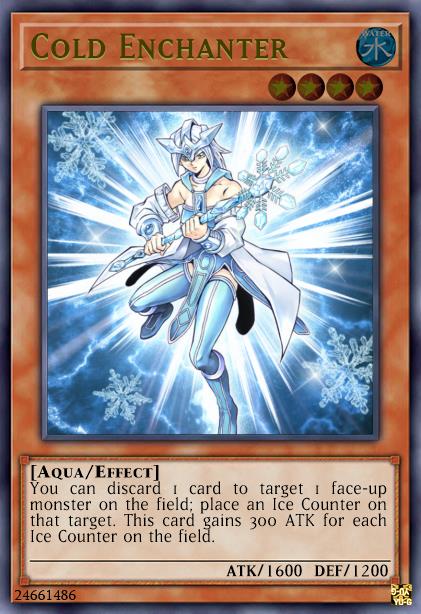 COLD ENCHANTER
WATER
水
[AQUA/EFFECT]
You can discard 1 card to target 1 face-up
monster on the field; place an Ice Counter on
that target. This card gains 300 ATK for each
Ice Counter on the field.
ATK/1600 DEF/1200
24661486